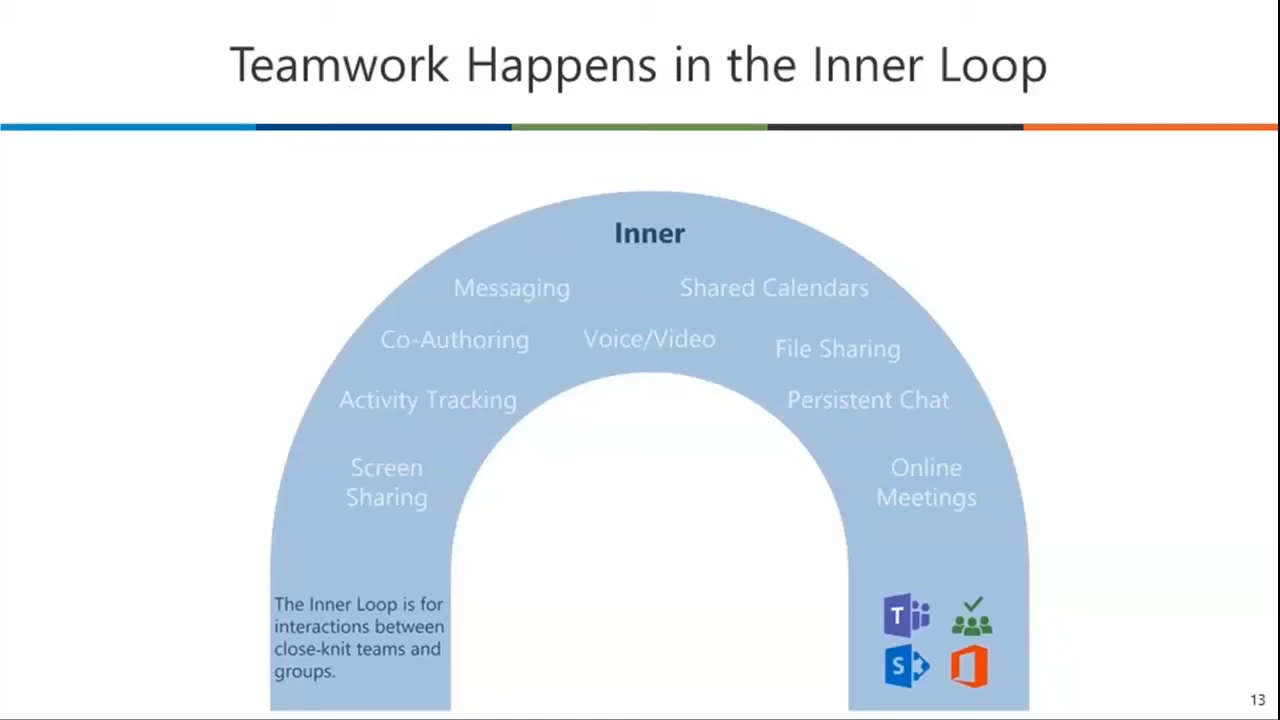 Teamwork Happens in the Inner Loop
Inner
Messaging
Shared Calendars
Co-Authoring
Voice/Video
File Sharing
Activity Tracking
Persistent Chat
Screen
Sharing
Online
Meetings
The Inner Loop is for
interactions between
close-knit teams and
groups.
T
S
13